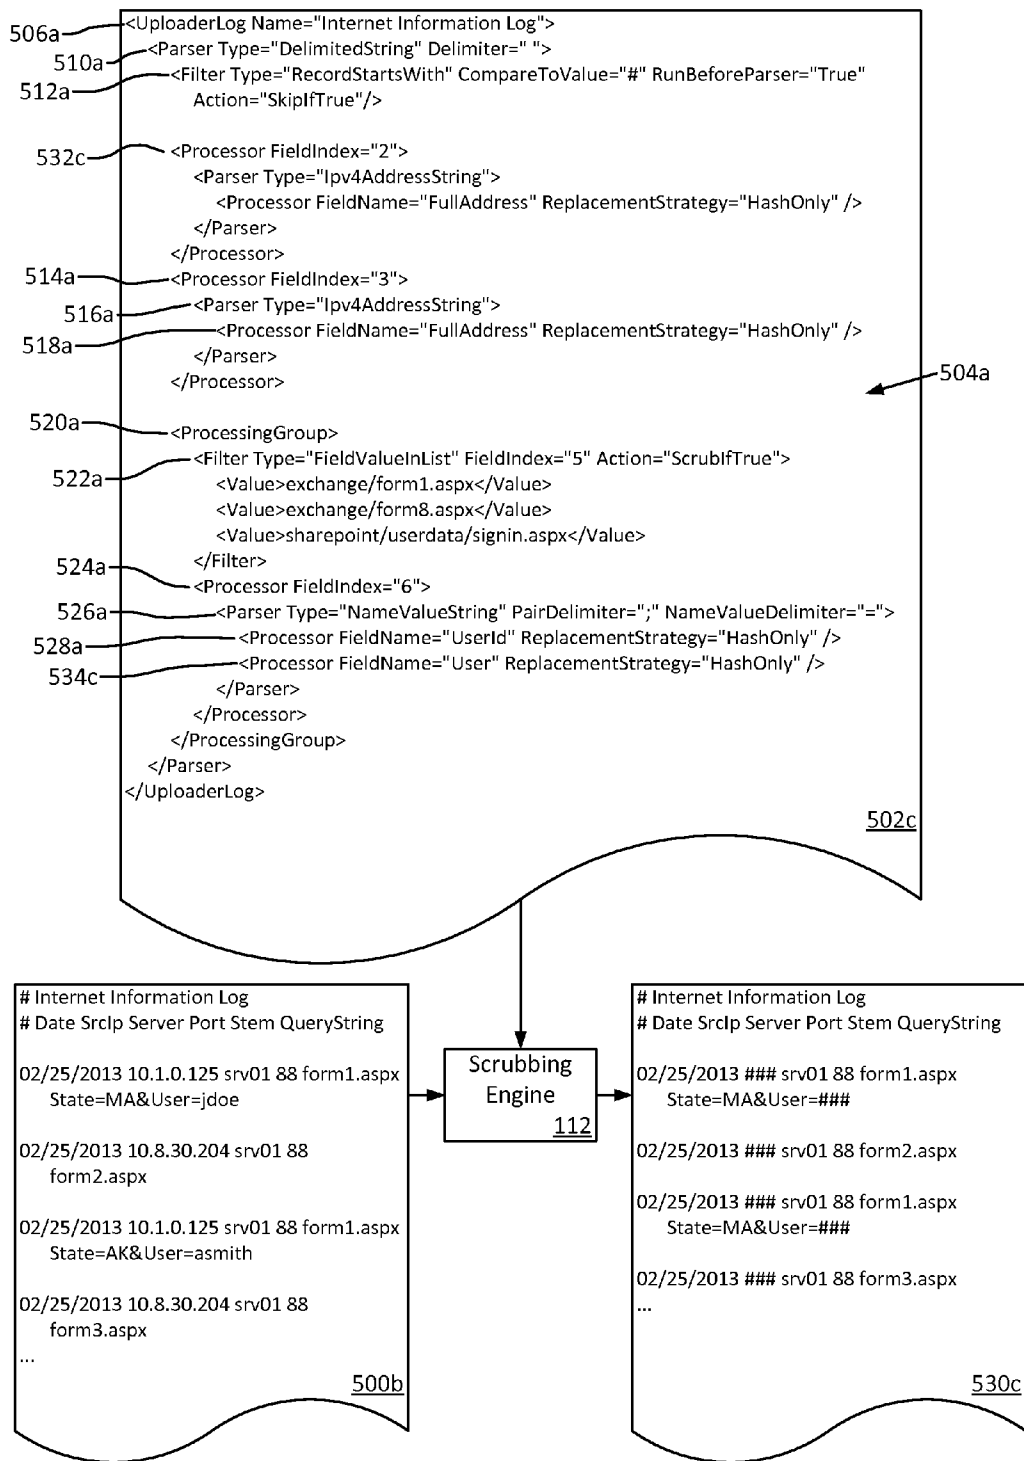 506a <UploaderLog Name="Internet Information Log">
510a <Parser Type="DelimitedString" Delimiter=" ">
512a <Filter Type="RecordStartsWith" CompareToValue="#" RunBeforeParser="True"
Action="SkipIfTrue"/>
532c <Processor FieldIndex="2">
<Parser Type="Ipv4AddressString">
<Processor FieldName="FullAddress" ReplacementStrategy="HashOnly" />
</Parser>
</Processor>
514a <Processor FieldIndex="3">
516a <Parser Type="Ipv4AddressString">
518a <Processor FieldName="FullAddress" ReplacementStrategy="HashOnly" />
</Parser>
</Processor>
504a
520a <ProcessingGroup>
522a <Filter Type="FieldValueInList" FieldIndex="5" Action="ScrubIfTrue">
<Value>exchange/form1.aspx</Value>
<Value>exchange/form8.aspx</Value>
<Value>sharepoint/userdata/signin.aspx</Value>
</Filter>
524a <Processor FieldIndex="6">
526a <Parser Type="NameValueString" PairDelimiter=";" NameValueDelimiter="=">
528a <Processor FieldName="UserId" ReplacementStrategy="HashOnly" />
534c <Processor FieldName="User" ReplacementStrategy="HashOnly" />
</Parser>
</Processor>
</ProcessingGroup>
</Parser>
</UploaderLog>
502c
# Internet Information Log
# Date SrcIp Server Port Stem QueryString
02/25/2013 10.1.0.125 srv01 88 form1.aspx
State=MA&User=jdoe
02/25/2013 10.8.30.204 srv01 88
form2.aspx
02/25/2013 10.1.0.125 srv01 88 form1.aspx
State=AK&User=asmith
02/25/2013 10.8.30.204 srv01 88
form3.aspx
...
500b
Scrubbing
Engine
112
# Internet Information Log
# Date SrcIp Server Port Stem QueryString
02/25/2013 ### srv01 88 form1.aspx
State=MA&User=###
02/25/2013 ### srv01 88 form2.aspx
02/25/2013 ### srv01 88 form1.aspx
State=MA&User=###
02/25/2013 ### srv01 88 form3.aspx
...
530c